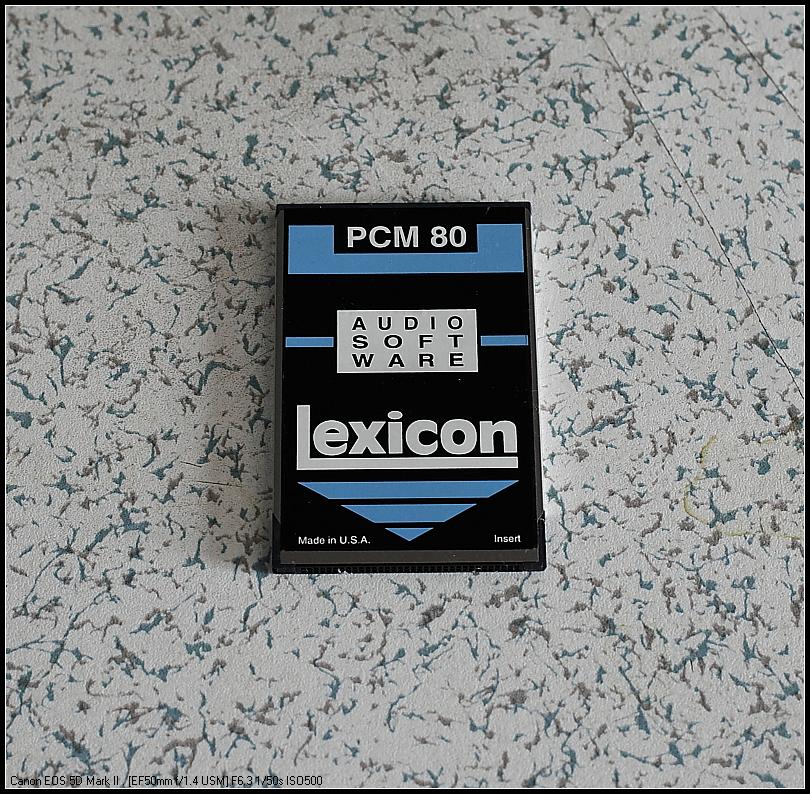 PCM 80
AUDIO
SOFT
WARE
Lexicon
Made in U.S.A.
Insert
Canon EOS 5D Mark II , [EF50mm f/1.4 USM] F6.3 1/50s ISO500